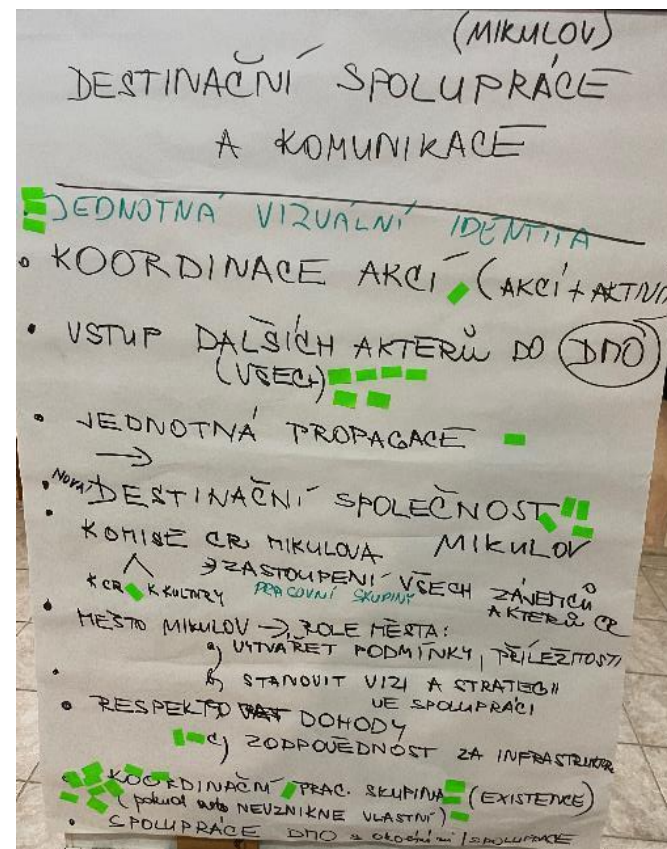 (MIKULOV)
DESTINAČNÍ SPOLUPRÁCE
A KOMUNIKACE
JEDNOTNÁ VIZUÁLNÍ IDENTITA
• KOORDINACE AKCÍ (AKCÍ + AKTIVI
• VSTUP DALŠÍCH AKTERŮ DO DMO
(VŠECH)
• JEDNOTNÁ PROPAGACE
→
• NOVÁ DESTINAČNÍ SPOLEČNOST
MIKULOV
• KOMISE CR MIKULOVA
→ ZASTOUPENÍ VŠECH ZÁJEMCŮ
AKTERŮ CR
K CR K KULTURY PRACOVNÍ SKUPINY
• MĚSTO MIKULOV → ROLE MĚSTA:
a) VYTVÁŘET PODMÍNKY, PŘÍLEŽITOSTI
b) STANOVIT VIZI A STRATEGII
VE SPOLUPRÁCI
• RESPEKT DOHODY
c) ZODPOVĚDNOST ZA INFRASTRUKTUR
• KOORDINAČNÍ PRAC. SKUPINA (EXISTENCE)
(pokud NEVZNIKNE VLASTNÍ)
• SPOLUPRÁCE DMO s okolními / SPOLUPRÁCE